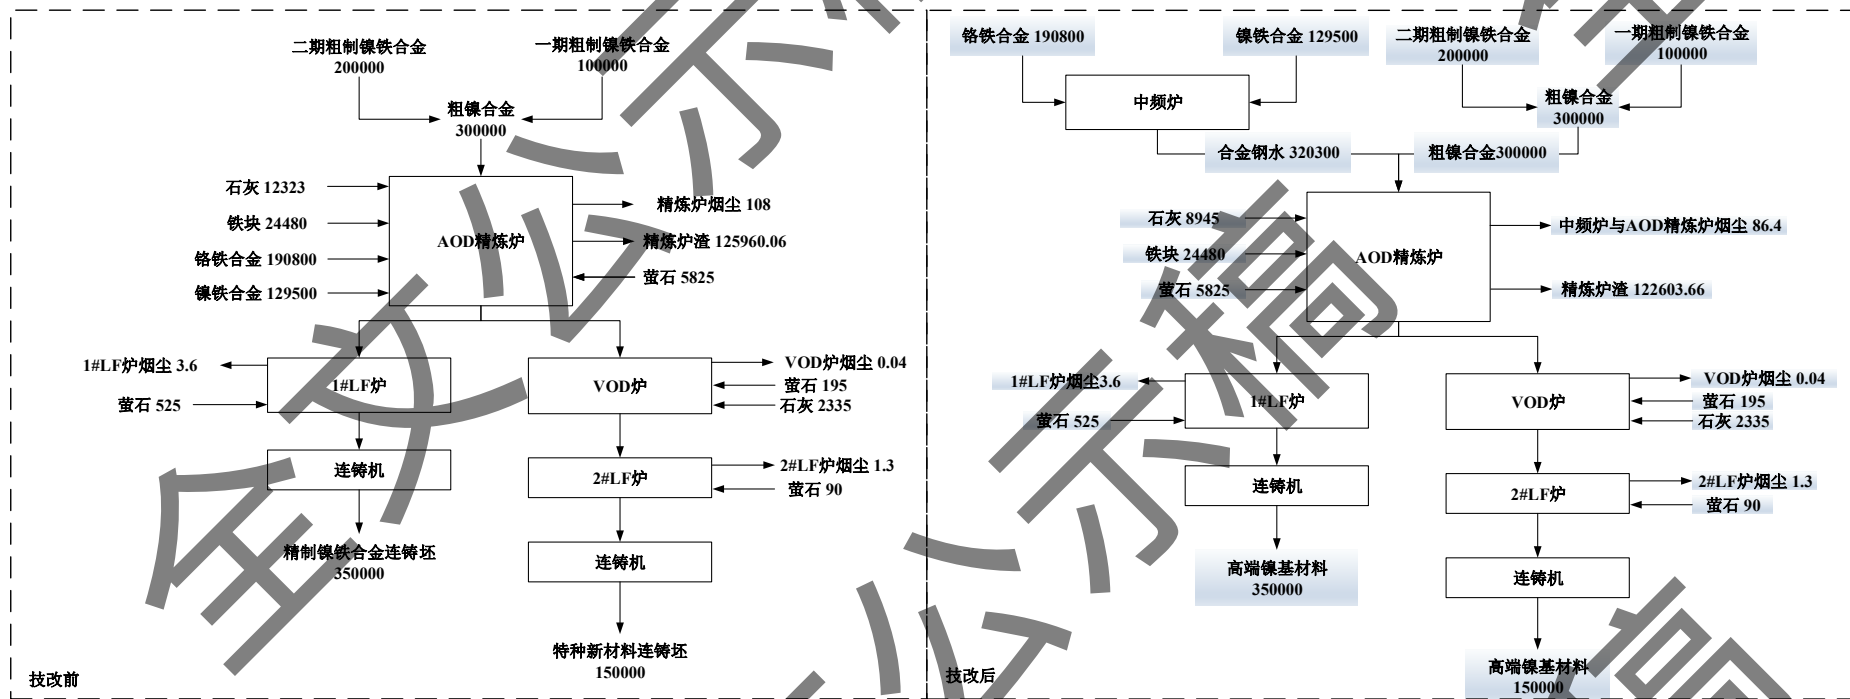 二期粗制镍铁合金
200000
一期粗制镍铁合金
100000
粗镍合金
300000
石灰 12323
铁块 24480
铬铁合金 190800
镍铁合金 129500
AOD精炼炉
精炼炉烟尘 108
精炼炉渣 125960.06
萤石 5825
1#LF炉烟尘 3.6
萤石 525
1#LF炉
VOD炉
VOD炉烟尘 0.04
萤石 195
石灰 2335
连铸机
2#LF炉
2#LF炉烟尘 1.3
萤石 90
精制镍铁合金连铸坯
350000
连铸机
特种新材料连铸坯
150000
技改前
铬铁合金 190800
镍铁合金 129500
二期粗制镍铁合金
200000
一期粗制镍铁合金
100000
中频炉
粗镍合金
300000
合金钢水 320300
粗镍合金300000
石灰 8945
铁块 24480
萤石 5825
AOD精炼炉
中频炉与AOD精炼炉烟尘 86.4
精炼炉渣 122603.66
1#LF炉烟尘3.6
萤石 525
1#LF炉
VOD炉
VOD炉烟尘 0.04
萤石 195
石灰 2335
连铸机
2#LF炉
2#LF炉烟尘 1.3
萤石 90
高端镍基材料
350000
连铸机
高端镍基材料
150000
技改后
全文公示稿
公示稿